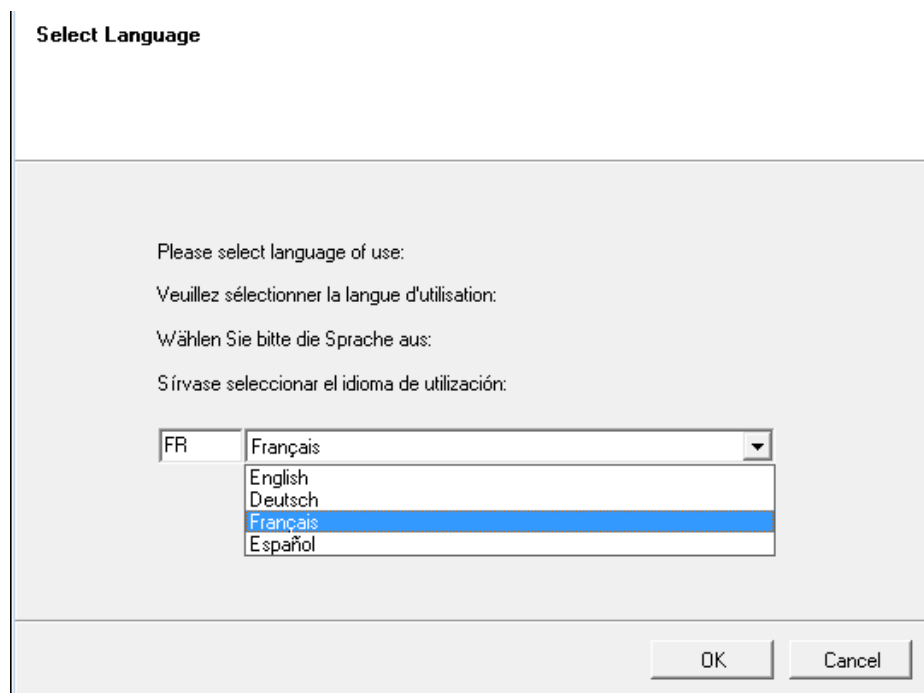 Select Language
Please select language of use:
Veuillez sélectionner la langue d'utilisation:
Wählen Sie bitte die Sprache aus:
Sírvase seleccionar el idioma de utilización:
FR Français
English
Deutsch
Français
Español
OK Cancel